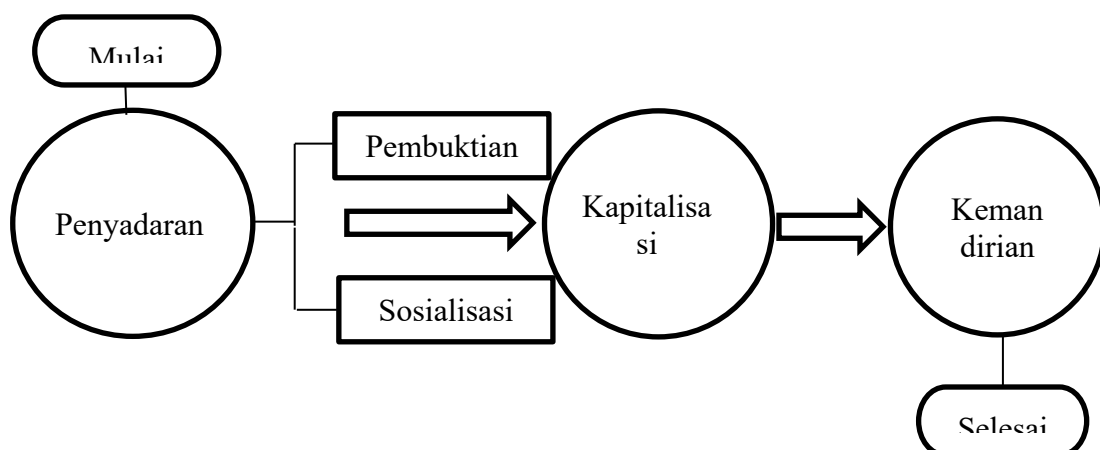 Mulai
Penyadaran
Pembuktian
Sosialisasi
Kapitalisa
si
Keman
dirian
Selesai